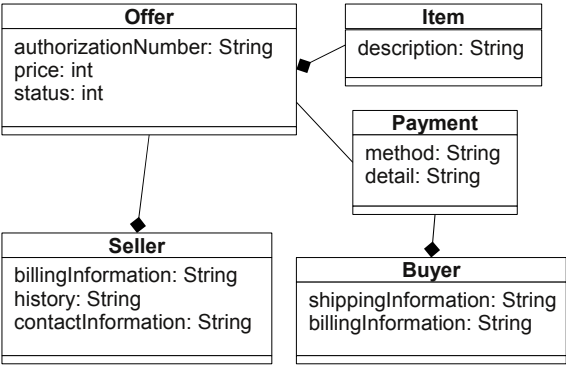 Offer
authorizationNumber: String
price: int
status: int
Item
description: String
Payment
method: String
detail: String
Seller
billingInformation: String
history: String
contactInformation: String
Buyer
shippingInformation: String
billingInformation: String